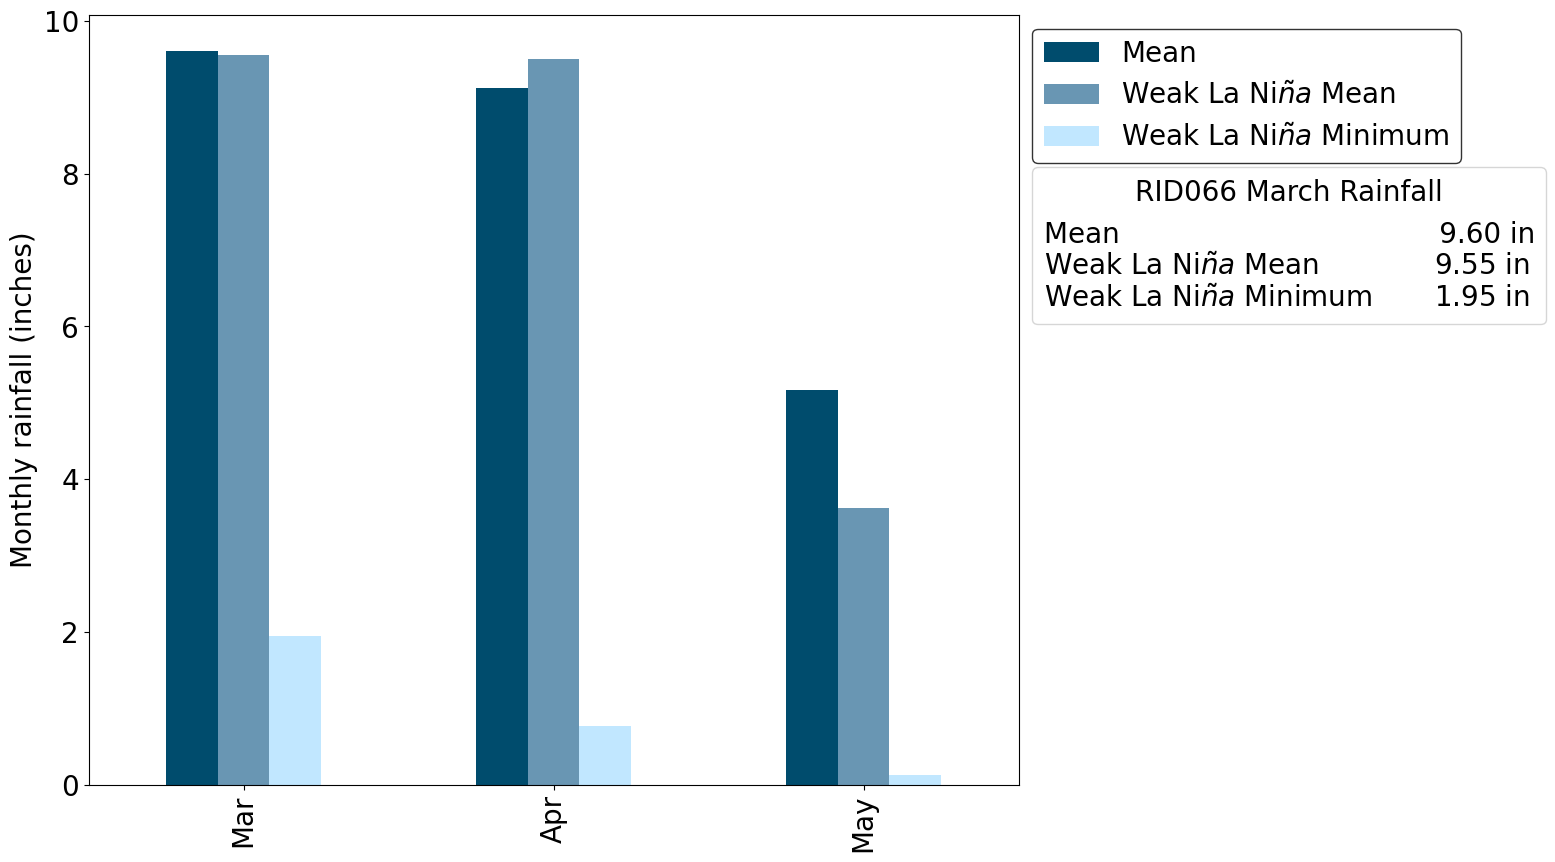 Monthly rainfall (inches)
10
8
6
4
2
0
Mar
Apr
May
Mean
Weak La Niña Mean
Weak La Niña Minimum
RID066 March Rainfall
Mean 9.60 in
Weak La Niña Mean 9.55 in
Weak La Niña Minimum 1.95 in